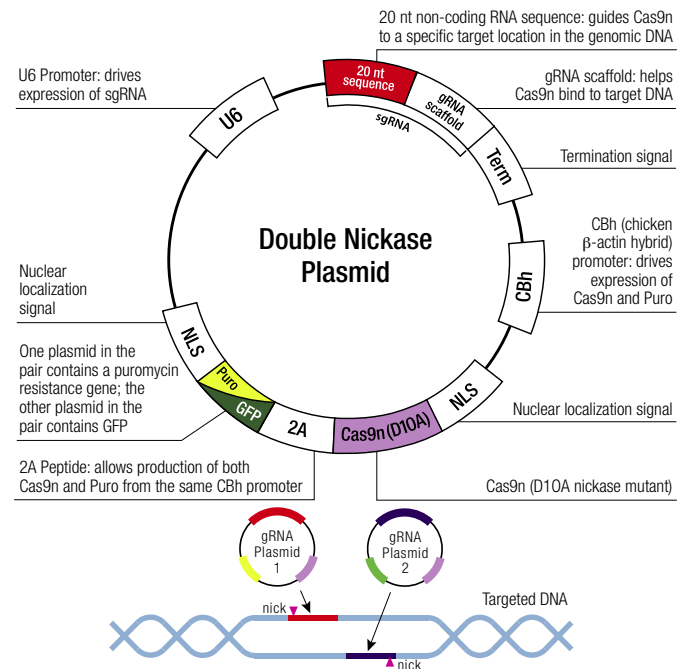 20 nt non-coding RNA sequence: guides Cas9n
to a specific target location in the genomic DNA
U6 Promoter: drives
expression of sgRNA
gRNA scaffold: helps
Cas9n bind to target DNA
20 nt
sequence
gRNA
scaffold
sgRNA
U6
Term
Termination signal
Double Nickase
Plasmid
CBh (chicken
β-actin hybrid)
promoter: drives
expression of
Cas9n and Puro
CBh
Nuclear
localization
signal
NLS
One plasmid in the
pair contains a puromycin
resistance gene; the
other plasmid in the
pair contains GFP
Puro
GFP
2A
Cas9n (D10A)
NLS
Nuclear localization signal
2A Peptide: allows production of both
Cas9n and Puro from the same CBh promoter
Cas9n (D10A nickase mutant)
gRNA
Plasmid
1
gRNA
Plasmid
2
nick
Targeted DNA
nick